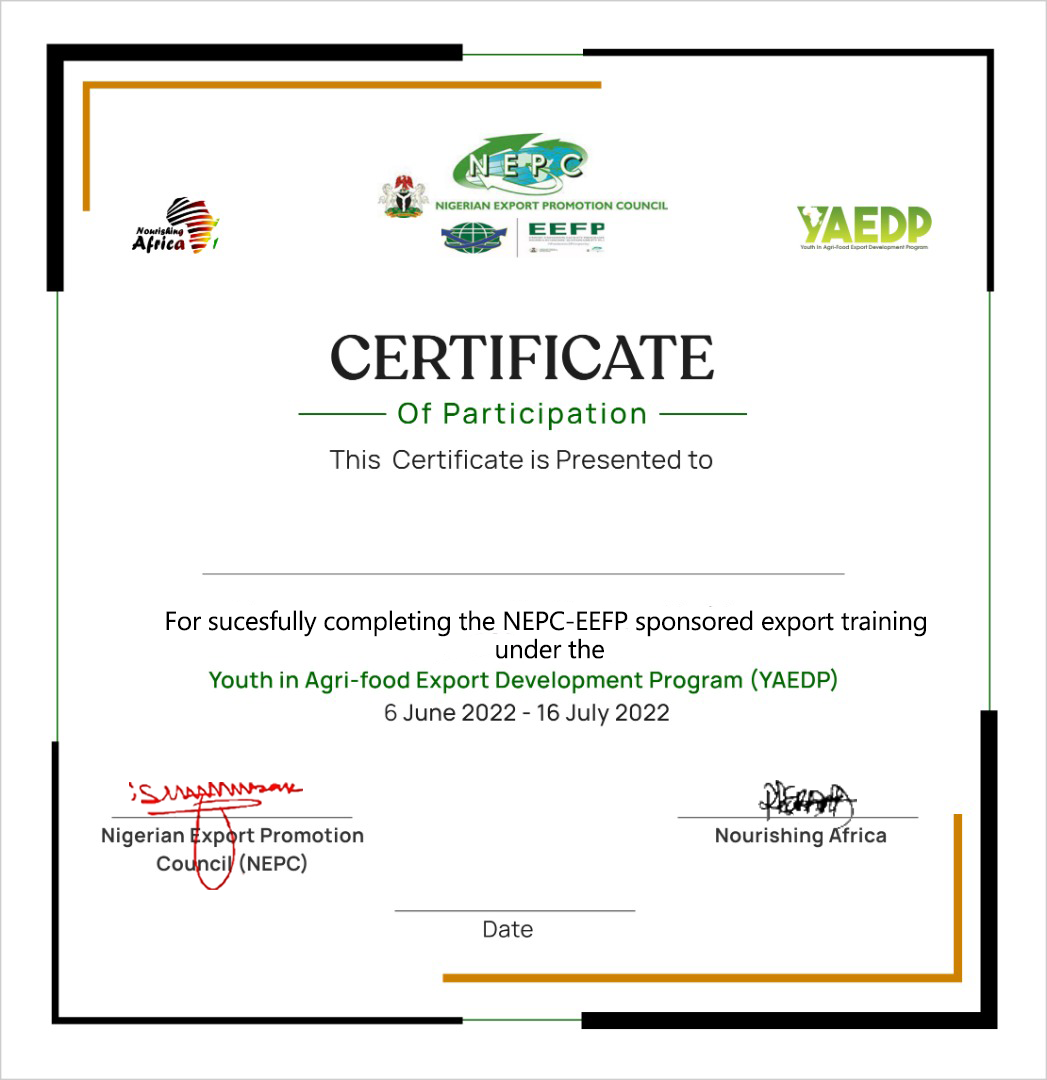 NEPC
NIGERIAN EXPORT PROMOTION COUNCIL
Nourishing
Africa
EEFP
YAEDP
Youth in Agri-Food Export Development Program
CERTIFICATE
Of Participation
This Certificate is Presented to
For sucesfully completing the NEPC-EEFP sponsored export training
under the
Youth in Agri-food Export Development Program (YAEDP)
6 June 2022 - 16 July 2022
Nigerian Export Promotion
Council (NEPC)
Nourishing Africa
Date